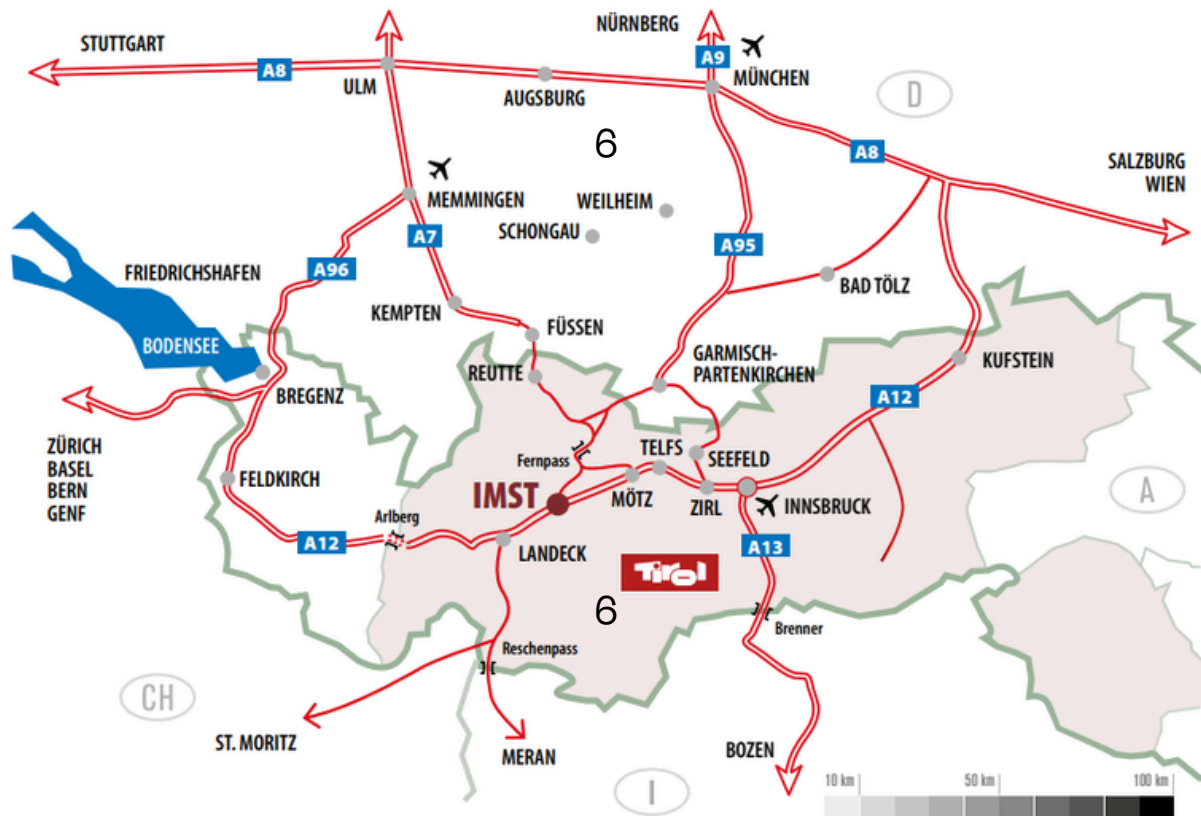 NÜRNBERG
STUTTGART
A9
A8
MÜNCHEN
ULM
AUGSBURG
D
6
A8
SALZBURG
WIEN
MEMMINGEN
WEILHEIM
SCHONGAU
A7
A95
FRIEDRICHSHAFEN
A96
BAD TÖLZ
KEMPTEN
FÜSSEN
BODENSEE
GARMISCH-
PARTENKIRCHEN
KUFSTEIN
REUTTE
BREGENZ
A12
ZÜRICH
BASEL
BERN
GENF
TELFS
SEEFELD
Fernpass
FELDKIRCH
IMST
MÖTZ
ZIRL
INNSBRUCK
A
Arlberg
A12
LANDECK
A13
Tirol
6
Brenner
Reschenpass
CH
ST. MORITZ
MERAN
BOZEN
I
10 km
50 km
100 km